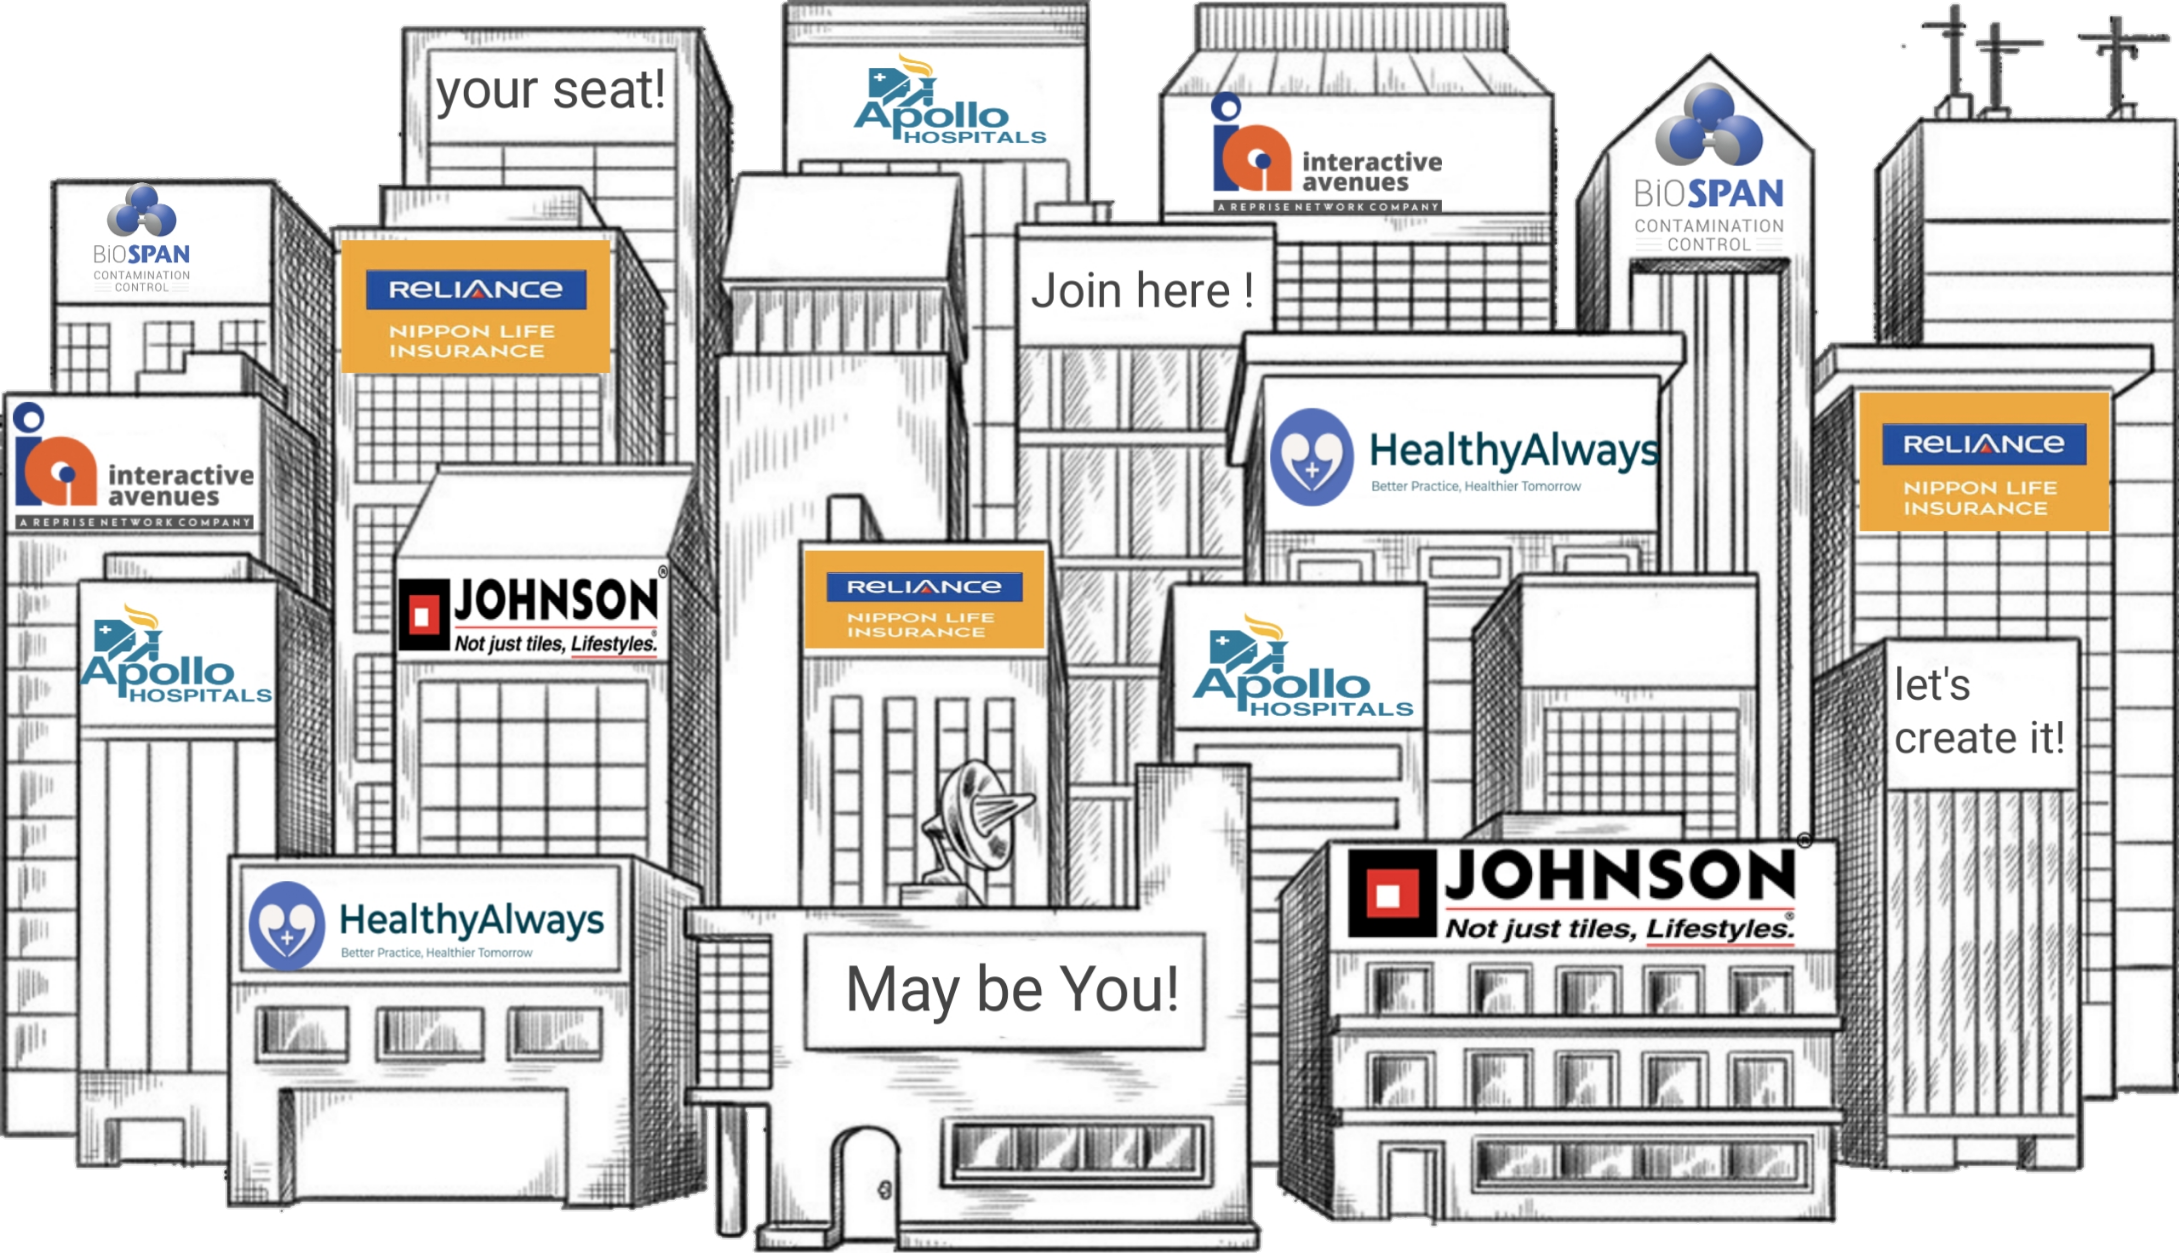 your seat!
Apollo
HOSPITALS
interactive
avenues
A REPRISE NETWORK COMPANY
BiOSPAN
CONTAMINATION
CONTROL
BiOSPAN
CONTAMINATION
CONTROL
RELIANCE
NIPPON LIFE
INSURANCE
Join here !
interactive
avenues
A REPRISE NETWORK COMPANY
HealthyAlways
Better Practice, Healthier Tomorrow
RELIANCE
NIPPON LIFE
INSURANCE
JOHNSON®
Not just tiles, Lifestyles.®
RELIANCE
NIPPON LIFE
INSURANCE
Apollo
HOSPITALS
Apollo
HOSPITALS
let's
create it!
HealthyAlways
Better Practice, Healthier Tomorrow
May be You!
JOHNSON®
Not just tiles, Lifestyles.®